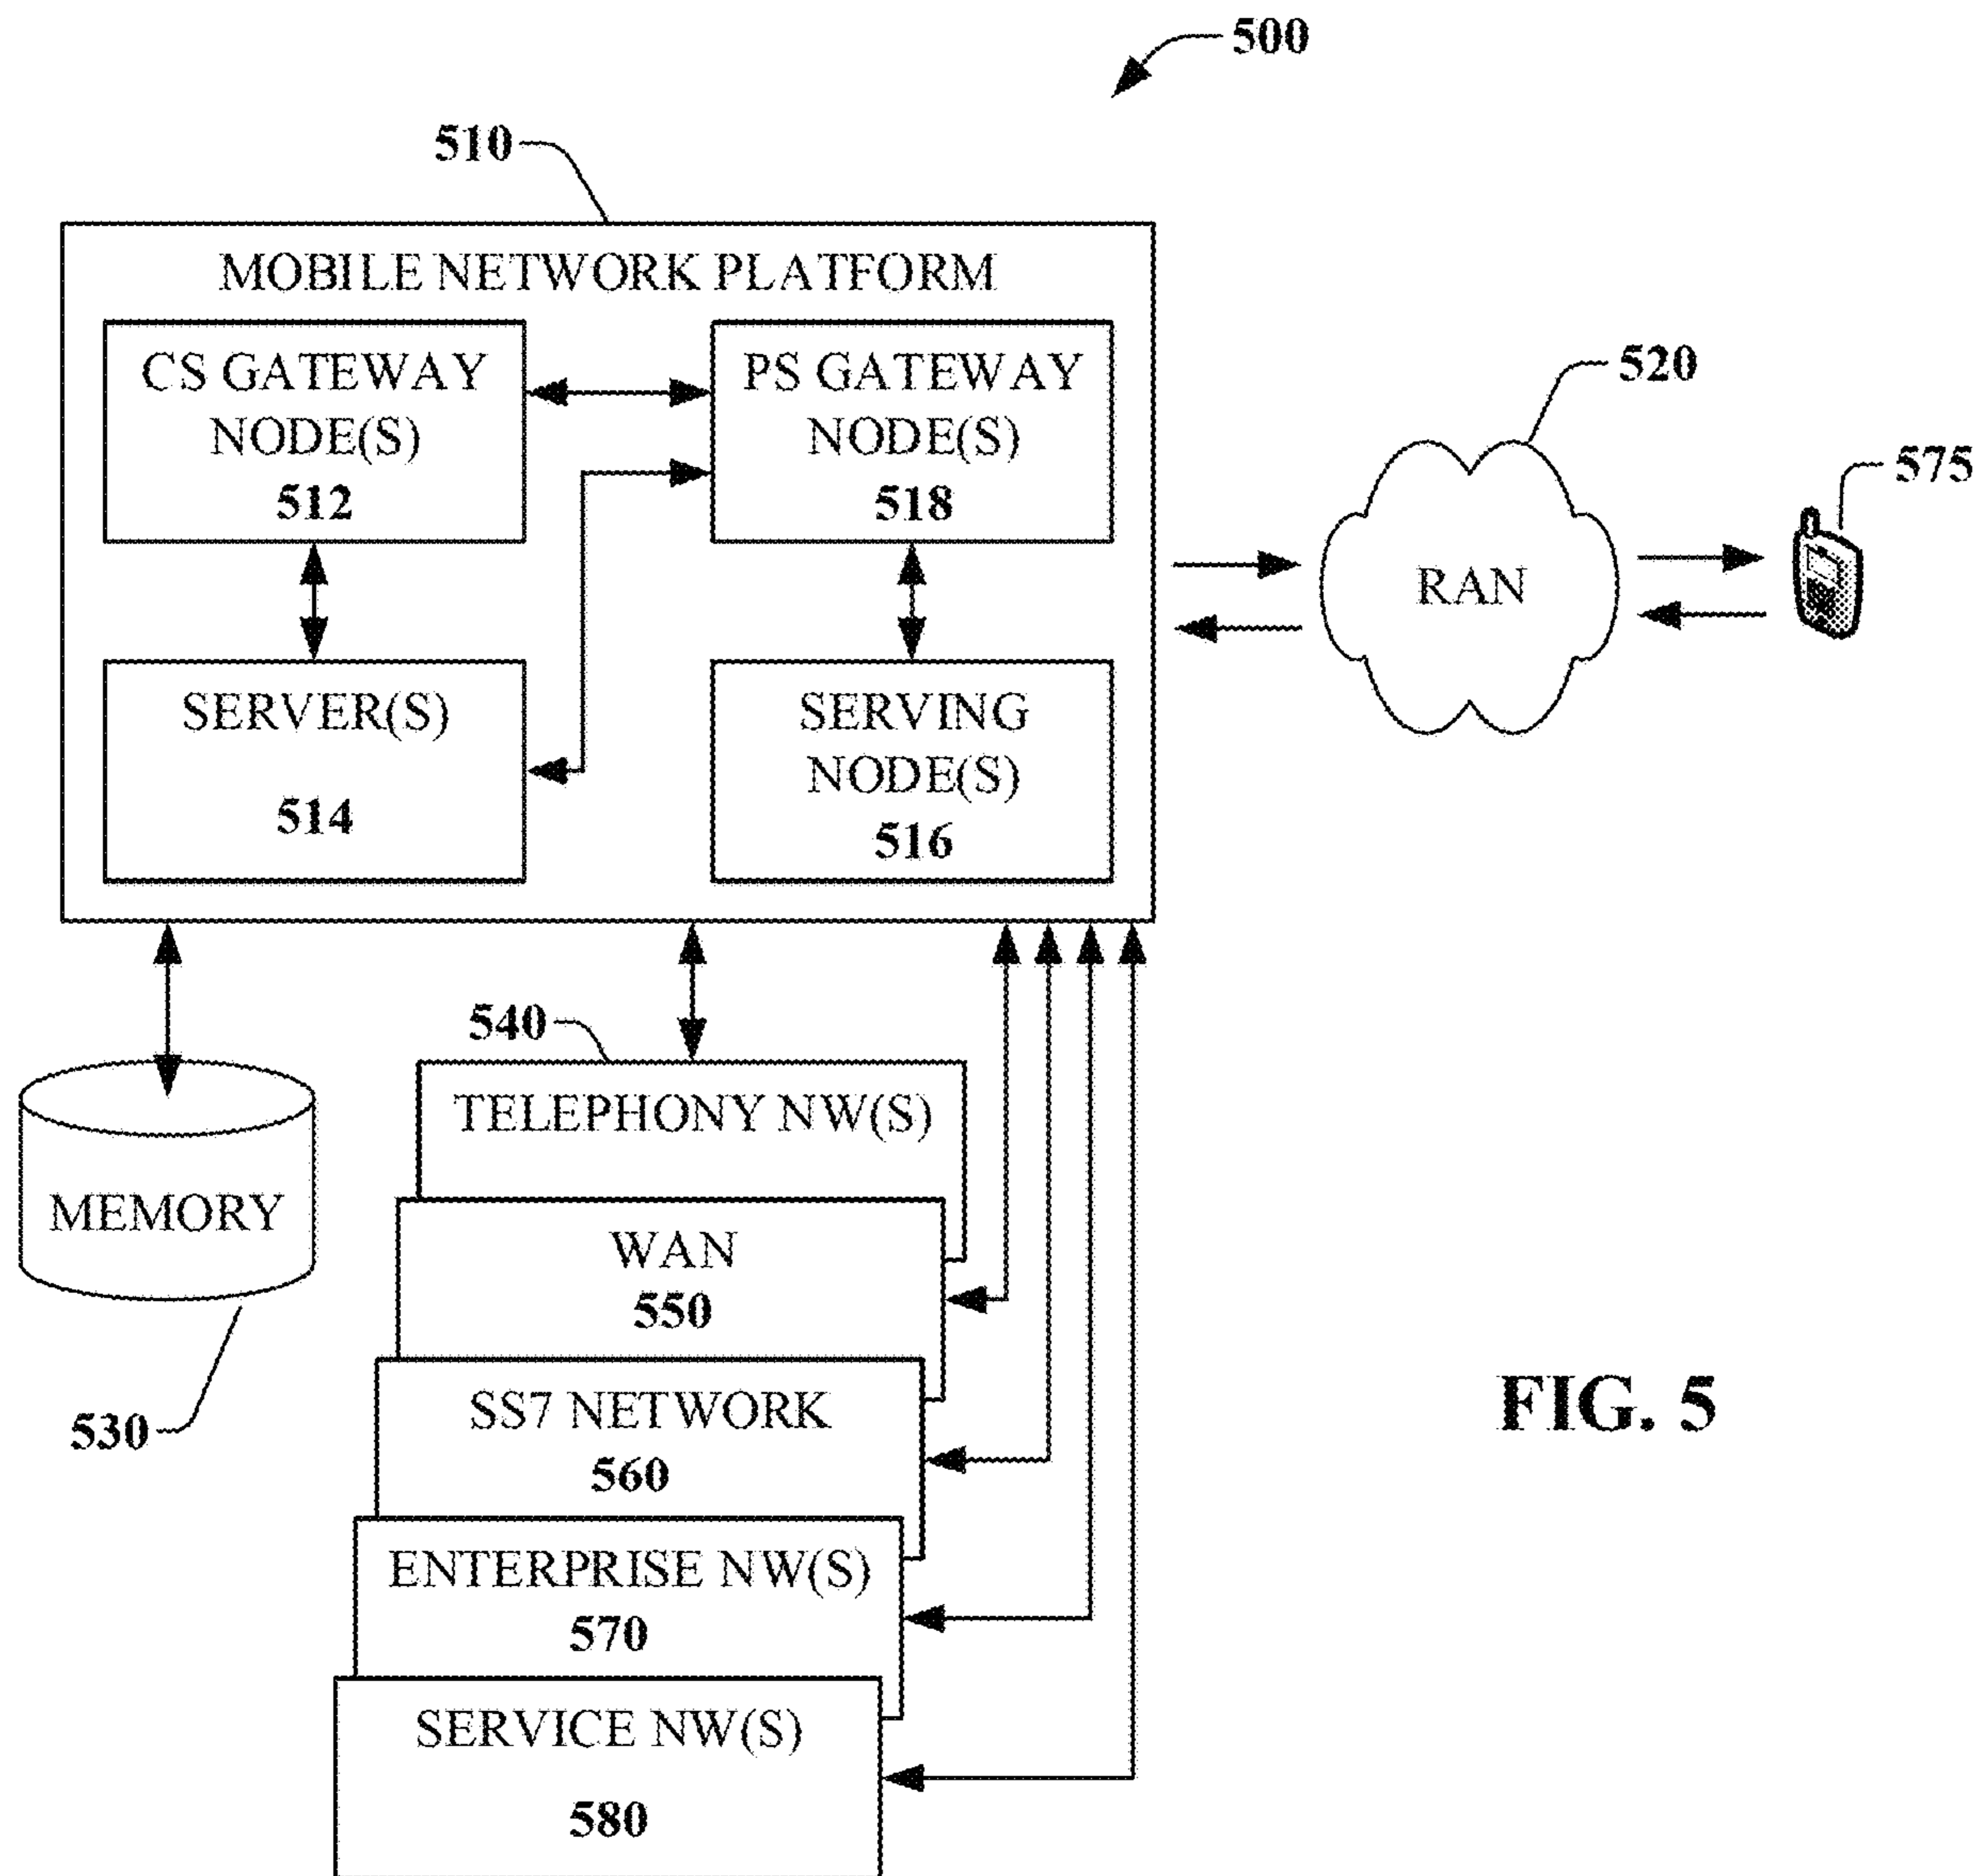 500
510
MOBILE NETWORK PLATFORM
CS GATEWAY
NODE(S)
512
PS GATEWAY
NODE(S)
518
SERVER(S)
514
SERVING
NODE(S)
516
520
RAN
575
540
TELEPHONY NW(S)
MEMORY
530
WAN
550
SS7 NETWORK
560
ENTERPRISE NW(S)
570
SERVICE NW(S)
580
FIG. 5